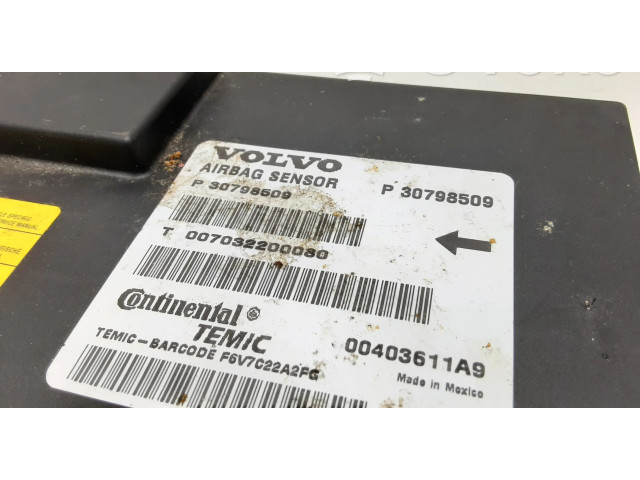 VOLVO
AIRBAG SENSOR
P 30798509
P 30798509
T 007032200080
Continental
TEMIC
00403611A9
TEMIC-BARCODE F6V7C22A2FG
Made in Mexico